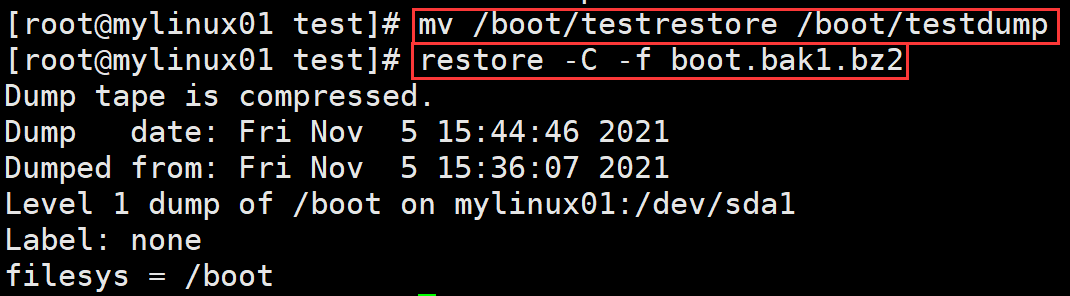 [root@mylinux01 test]# mv /boot/testrestore /boot/testdump
[root@mylinux01 test]# restore -C -f boot.bak1.bz2
Dump tape is compressed.
Dump   date: Fri Nov  5 15:44:46 2021
Dumped from: Fri Nov  5 15:36:07 2021
Level 1 dump of /boot on mylinux01:/dev/sda1
Label: none
filesys = /boot